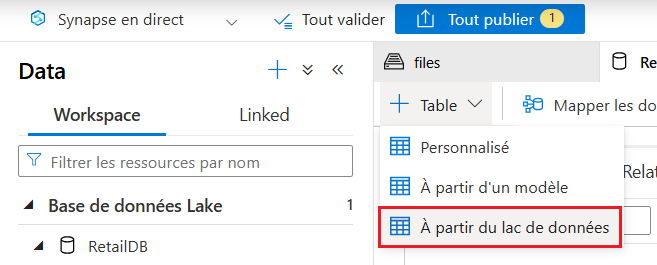 Synapse en direct
Tout valider
Tout publier 1
Data
files
Re
Table
Mapper les do
Workspace
Linked
Personnalisé
Filtrer les ressources par nom
À partir d'un modèle
Relat
Base de données Lake 1
À partir du lac de données
RetailDB